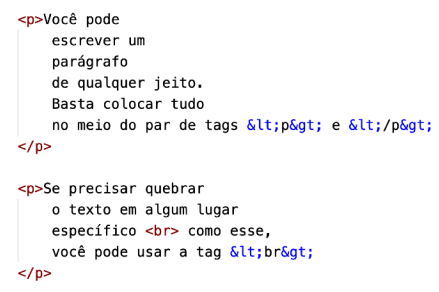 <p>Você pode
escrever um
parágrafo
de qualquer jeito.
Basta colocar tudo
no meio do par de tags &lt;p&gt; e &lt;/p&gt;
</p>
<p>Se precisar quebrar
o texto em algum lugar
específico <br> como esse,
você pode usar a tag &lt;br&gt;
</p>